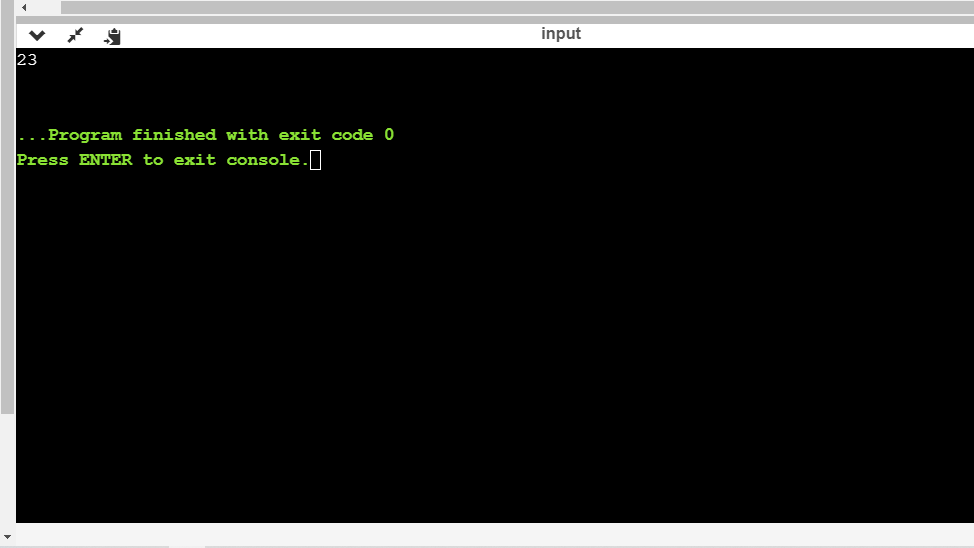 input
23
...Program finished with exit code 0
Press ENTER to exit console.